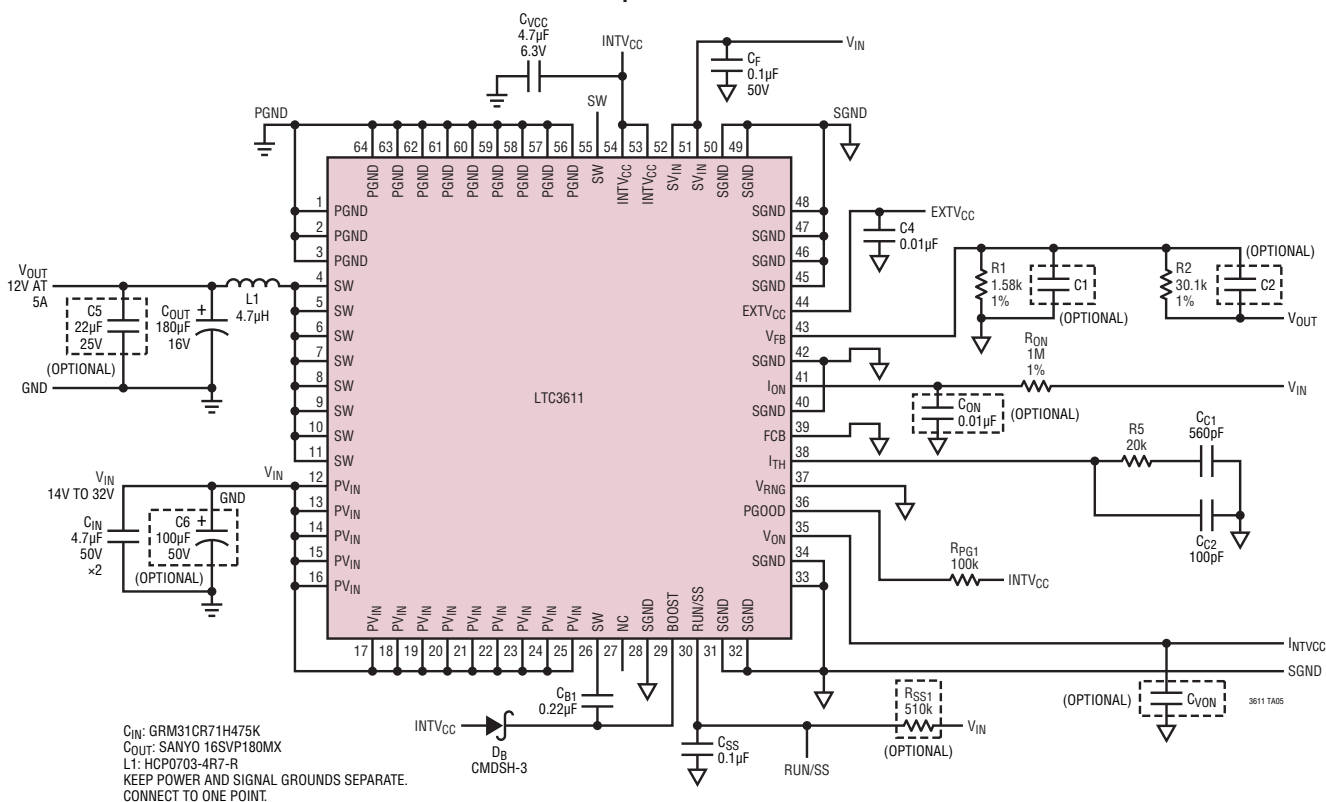 CVCC
4.7µF
6.3V
INTVCC
VIN
CF
0.1µF
50V
SW
PGND
SGND
64 63 62 61 60 59 58 57 56 55 54 53 52 51 50 49
PGND PGND PGND PGND PGND PGND PGND PGND PGND SW INTVCC INTVCC SVIN SVIN SGND SGND
1 PGND
2 PGND
3 PGND
4 SW
5 SW
6 SW
7 SW
8 SW
9 SW
10 SW
11 SW
12 PVIN
13 PVIN
14 PVIN
15 PVIN
16 PVIN
LTC3611
SGND 48
SGND 47
SGND 46
SGND 45
EXTVCC 44
VFB 43
SGND 42
ION 41
SGND 40
FCB 39
ITH 38
VRNG 37
PGOOD 36
VON 35
SGND 34
33
PVIN PVIN PVIN PVIN PVIN PVIN PVIN PVIN PVIN SW NC SGND BOOST RUN/SS SGND SGND
17 18 19 20 21 22 23 24 25 26 27 28 29 30 31 32
VOUT
12V AT
5A
C5
22µF
25V
(OPTIONAL)
COUT
180µF
16V
+
L1
4.7µH
GND
VIN
14V TO 32V
CIN
4.7µF
50V
×2
VIN
GND
C6
100µF
50V
+
(OPTIONAL)
EXTVCC
C4
0.01µF
R1
1.58k
1%
C1
(OPTIONAL)
R2
30.1k
1%
(OPTIONAL)
C2
VOUT
RON
1M
1%
VIN
CON
0.01µF
(OPTIONAL)
R5
20k
CC1
560pF
CC2
100pF
RPG1
100k
INTVCC
INTVCC
SGND
(OPTIONAL)
CVON
3611 TA05
CB1
0.22µF
INTVCC
DB
CMDSH-3
CSS
0.1µF
RUN/SS
RSS1
510k
(OPTIONAL)
VIN
CIN: GRM31CR71H475K
COUT: SANYO 16SVP180MX
L1: HCP0703-4R7-R
KEEP POWER AND SIGNAL GROUNDS SEPARATE.
CONNECT TO ONE POINT.